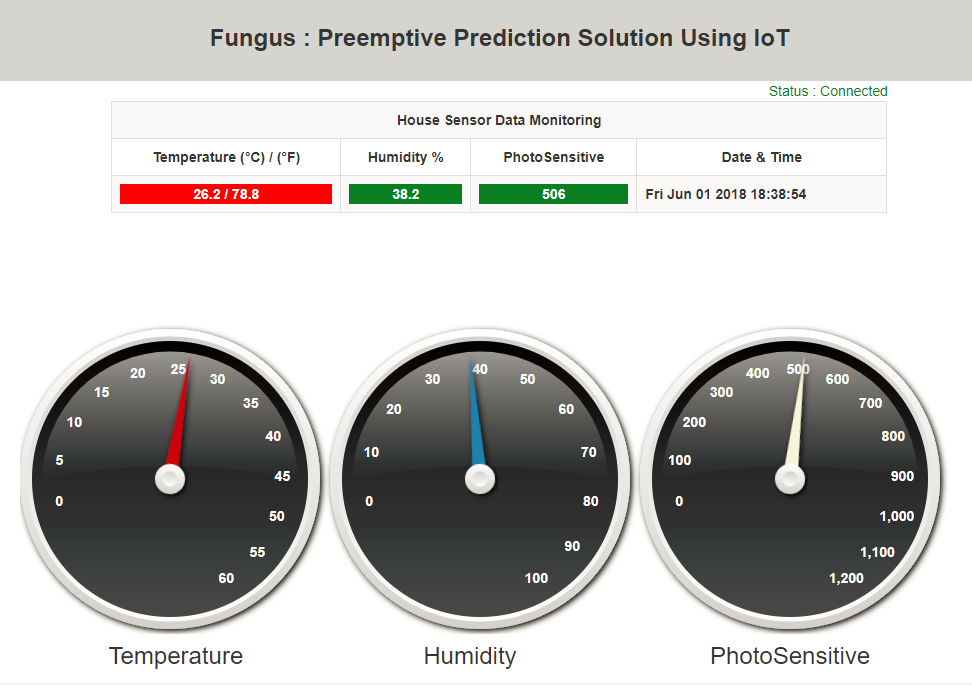 Fungus : Preemptive Prediction Solution Using IoT
Status : Connected
House Sensor Data Monitoring
Temperature (°C) / (°F) Humidity % PhotoSensitive Date & Time
26.2 / 78.8 38.2 506 Fri Jun 01 2018 18:38:54
0 5 10 15 20 25 30 35 40 45 50 55 60
0 10 20 30 40 50 60 70 80 90 100
0 100 200 300 400 500 600 700 800 900 1,000 1,100 1,200
Temperature Humidity PhotoSensitive